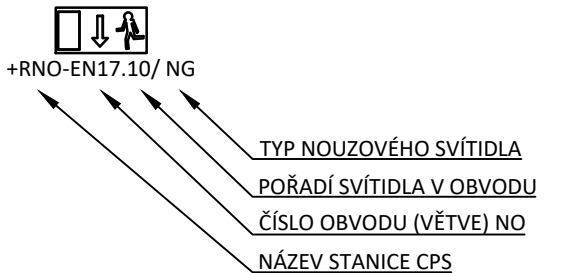 +RNO-EN17.10/ NG
TYP NOUZOVÉHO SVÍTIDLA
POŘADÍ SVÍTIDLA V OBVODU
ČÍSLO OBVODU (VĚTVE) NO
NÁZEV STANICE CPS